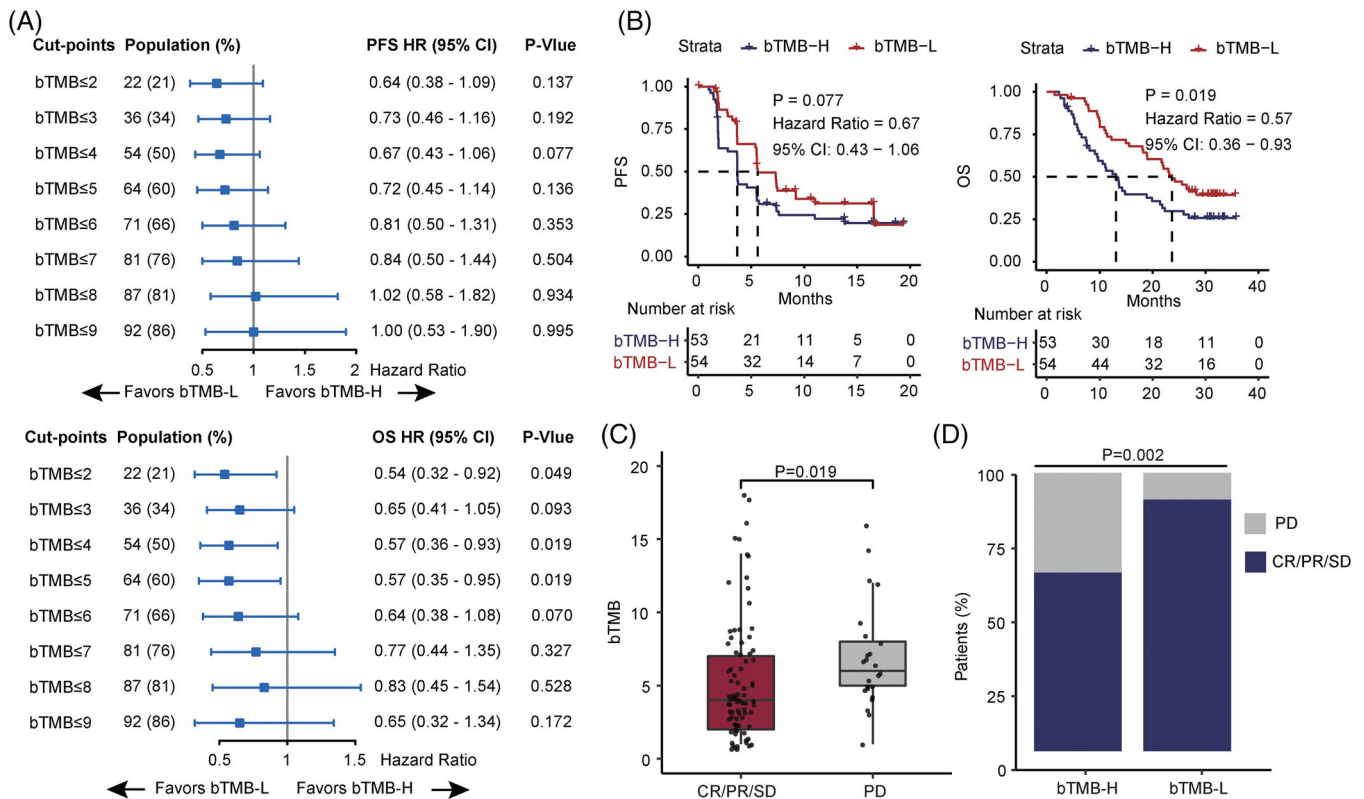 (A)
Cut-points Population (%) PFS HR (95% CI) P-Vlue
bTMB≤2 22 (21) 0.64 (0.38 - 1.09) 0.137
bTMB≤3 36 (34) 0.73 (0.46 - 1.16) 0.192
bTMB≤4 54 (50) 0.67 (0.43 - 1.06) 0.077
bTMB≤5 64 (60) 0.72 (0.45 - 1.14) 0.136
bTMB≤6 71 (66) 0.81 (0.50 - 1.31) 0.353
bTMB≤7 81 (76) 0.84 (0.50 - 1.44) 0.504
bTMB≤8 87 (81) 1.02 (0.58 - 1.82) 0.934
bTMB≤9 92 (86) 1.00 (0.53 - 1.90) 0.995
0.5 1 1.5 2 Hazard Ratio
Favors bTMB-L Favors bTMB-H
Cut-points Population (%) OS HR (95% CI) P-Vlue
bTMB≤2 22 (21) 0.54 (0.32 - 0.92) 0.049
bTMB≤3 36 (34) 0.65 (0.41 - 1.05) 0.093
bTMB≤4 54 (50) 0.57 (0.36 - 0.93) 0.019
bTMB≤5 64 (60) 0.57 (0.35 - 0.95) 0.019
bTMB≤6 71 (66) 0.64 (0.38 - 1.08) 0.070
bTMB≤7 81 (76) 0.77 (0.44 - 1.35) 0.327
bTMB≤8 87 (81) 0.83 (0.45 - 1.54) 0.528
bTMB≤9 92 (86) 0.65 (0.32 - 1.34) 0.172
0.5 1 1.5 Hazard Ratio
Favors bTMB-L Favors bTMB-H
(B)
Strata bTMB−H bTMB−L
P = 0.077
Hazard Ratio = 0.67
95% CI: 0.43 − 1.06
PFS
1.00
0.75
0.50
0.25
0.00
0 5 10 15 20
Months
Number at risk
bTMB−H 53 21 11 5 0
bTMB−L 54 32 14 7 0
0 5 10 15 20
Strata bTMB−H bTMB−L
P = 0.019
Hazard Ratio = 0.57
95% CI: 0.36 − 0.93
OS
1.00
0.75
0.50
0.25
0.00
0 10 20 30 40
Months
Number at risk
bTMB−H 53 30 18 11 0
bTMB−L 54 44 32 16 0
0 10 20 30 40
(C)
P=0.019
bTMB
20
15
10
5
0
CR/PR/SD PD
(D)
P=0.002
Patients (%)
100
75
50
25
0
bTMB-H bTMB-L
PD
CR/PR/SD